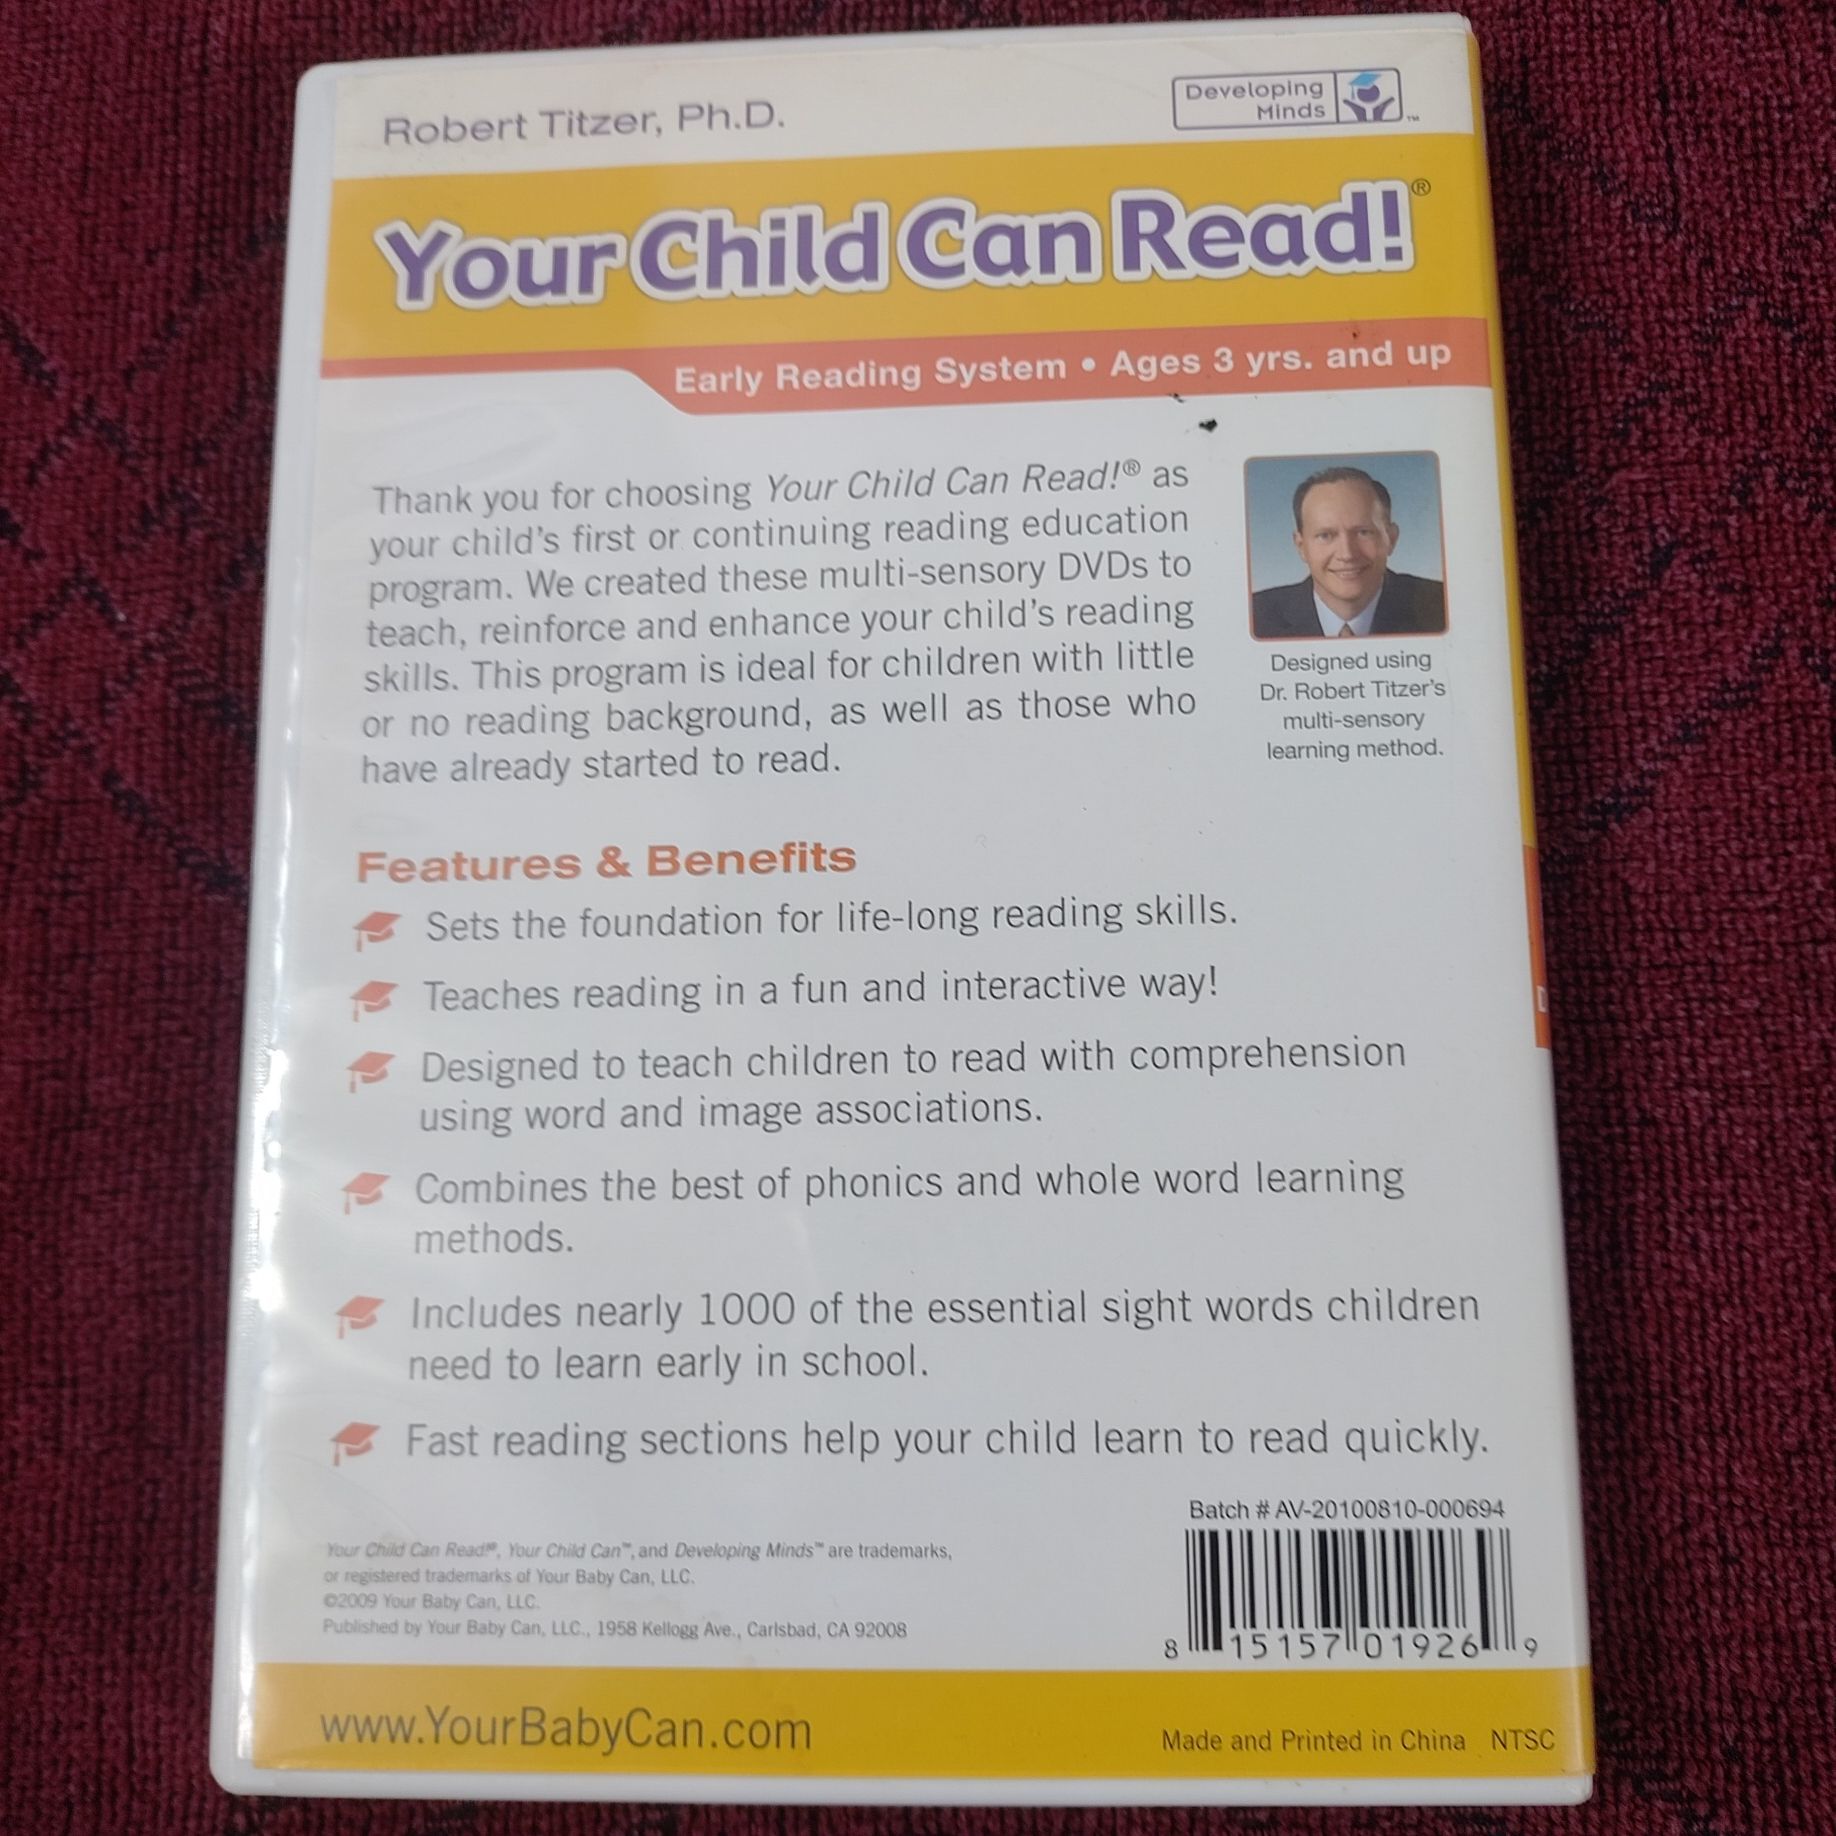 Robert Titzer, Ph.D.
Developing
Minds ™
Your Child Can Read!®
Early Reading System • Ages 3 yrs. and up
Thank you for choosing Your Child Can Read!® as
your child's first or continuing reading education
program. We created these multi-sensory DVDs to
teach, reinforce and enhance your child's reading
skills. This program is ideal for children with little
or no reading background, as well as those who
have already started to read.
Designed using
Dr. Robert Titzer's
multi-sensory
learning method.
Features & Benefits
Sets the foundation for life-long reading skills.
Teaches reading in a fun and interactive way!
Designed to teach children to read with comprehension
using word and image associations.
Combines the best of phonics and whole word learning
methods.
Includes nearly 1000 of the essential sight words children
need to learn early in school.
Fast reading sections help your child learn to read quickly.
Batch # AV-20100810-000694
Your Child Can Read!®, Your Child Can™, and Developing Minds™ are trademarks,
or registered trademarks of Your Baby Can, LLC.
©2009 Your Baby Can, LLC.
Published by Your Baby Can, LLC., 1958 Kellogg Ave., Carlsbad, CA 92008
8 15157 01926 9
www.YourBabyCan.com
Made and Printed in China NTSC